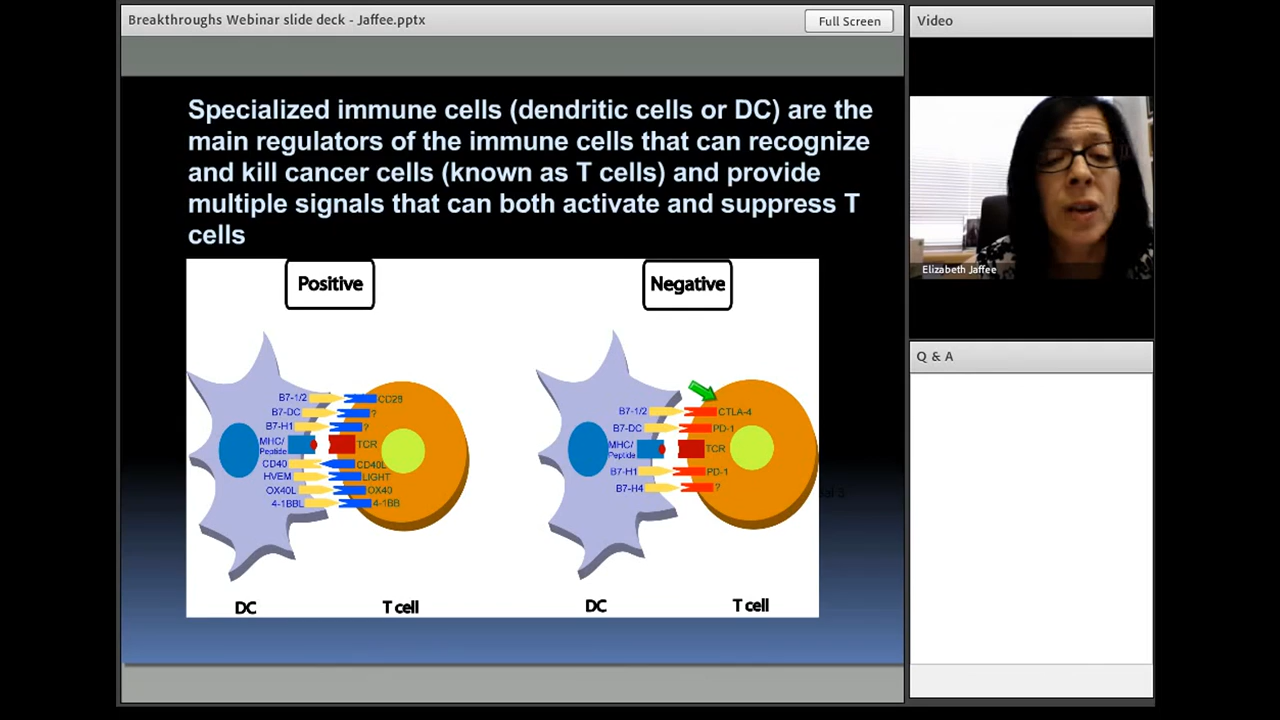 Breakthroughs Webinar slide deck - Jaffee.pptx
Full Screen
Video
Specialized immune cells (dendritic cells or DC) are the
main regulators of the immune cells that can recognize
and kill cancer cells (known as T cells) and provide
multiple signals that can both activate and suppress T
cells
Elizabeth Jaffee
Q & A
Positive
B7-1/2 CD28
B7-DC ?
B7-H1 ?
MHC/
Peptide
TCR
CD40 CD40L
HVEM LIGHT
OX40L OX40
4-1BBL 4-1BB
DC
T cell
Negative
B7-1/2 CTLA-4
B7-DC PD-1
MHC/
Peptide
TCR
B7-H1 PD-1
B7-H4 ?
DC
T cell